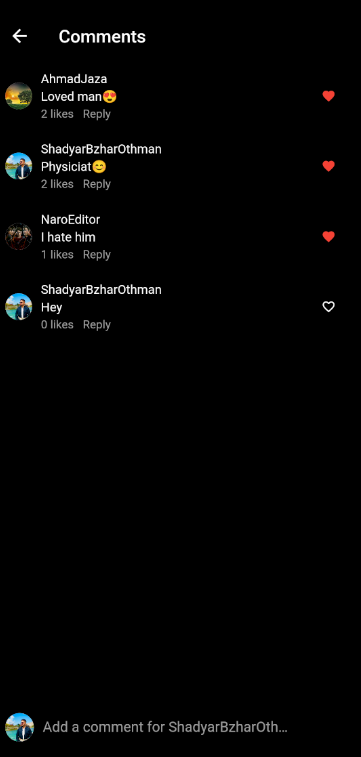 Comments
AhmadJaza
Loved man😍
2 likes Reply
ShadyarBzharOthman
Physiciat😊
2 likes Reply
NaroEditor
I hate him
1 likes Reply
ShadyarBzharOthman
Hey
0 likes Reply
Add a comment for ShadyarBzharOth...